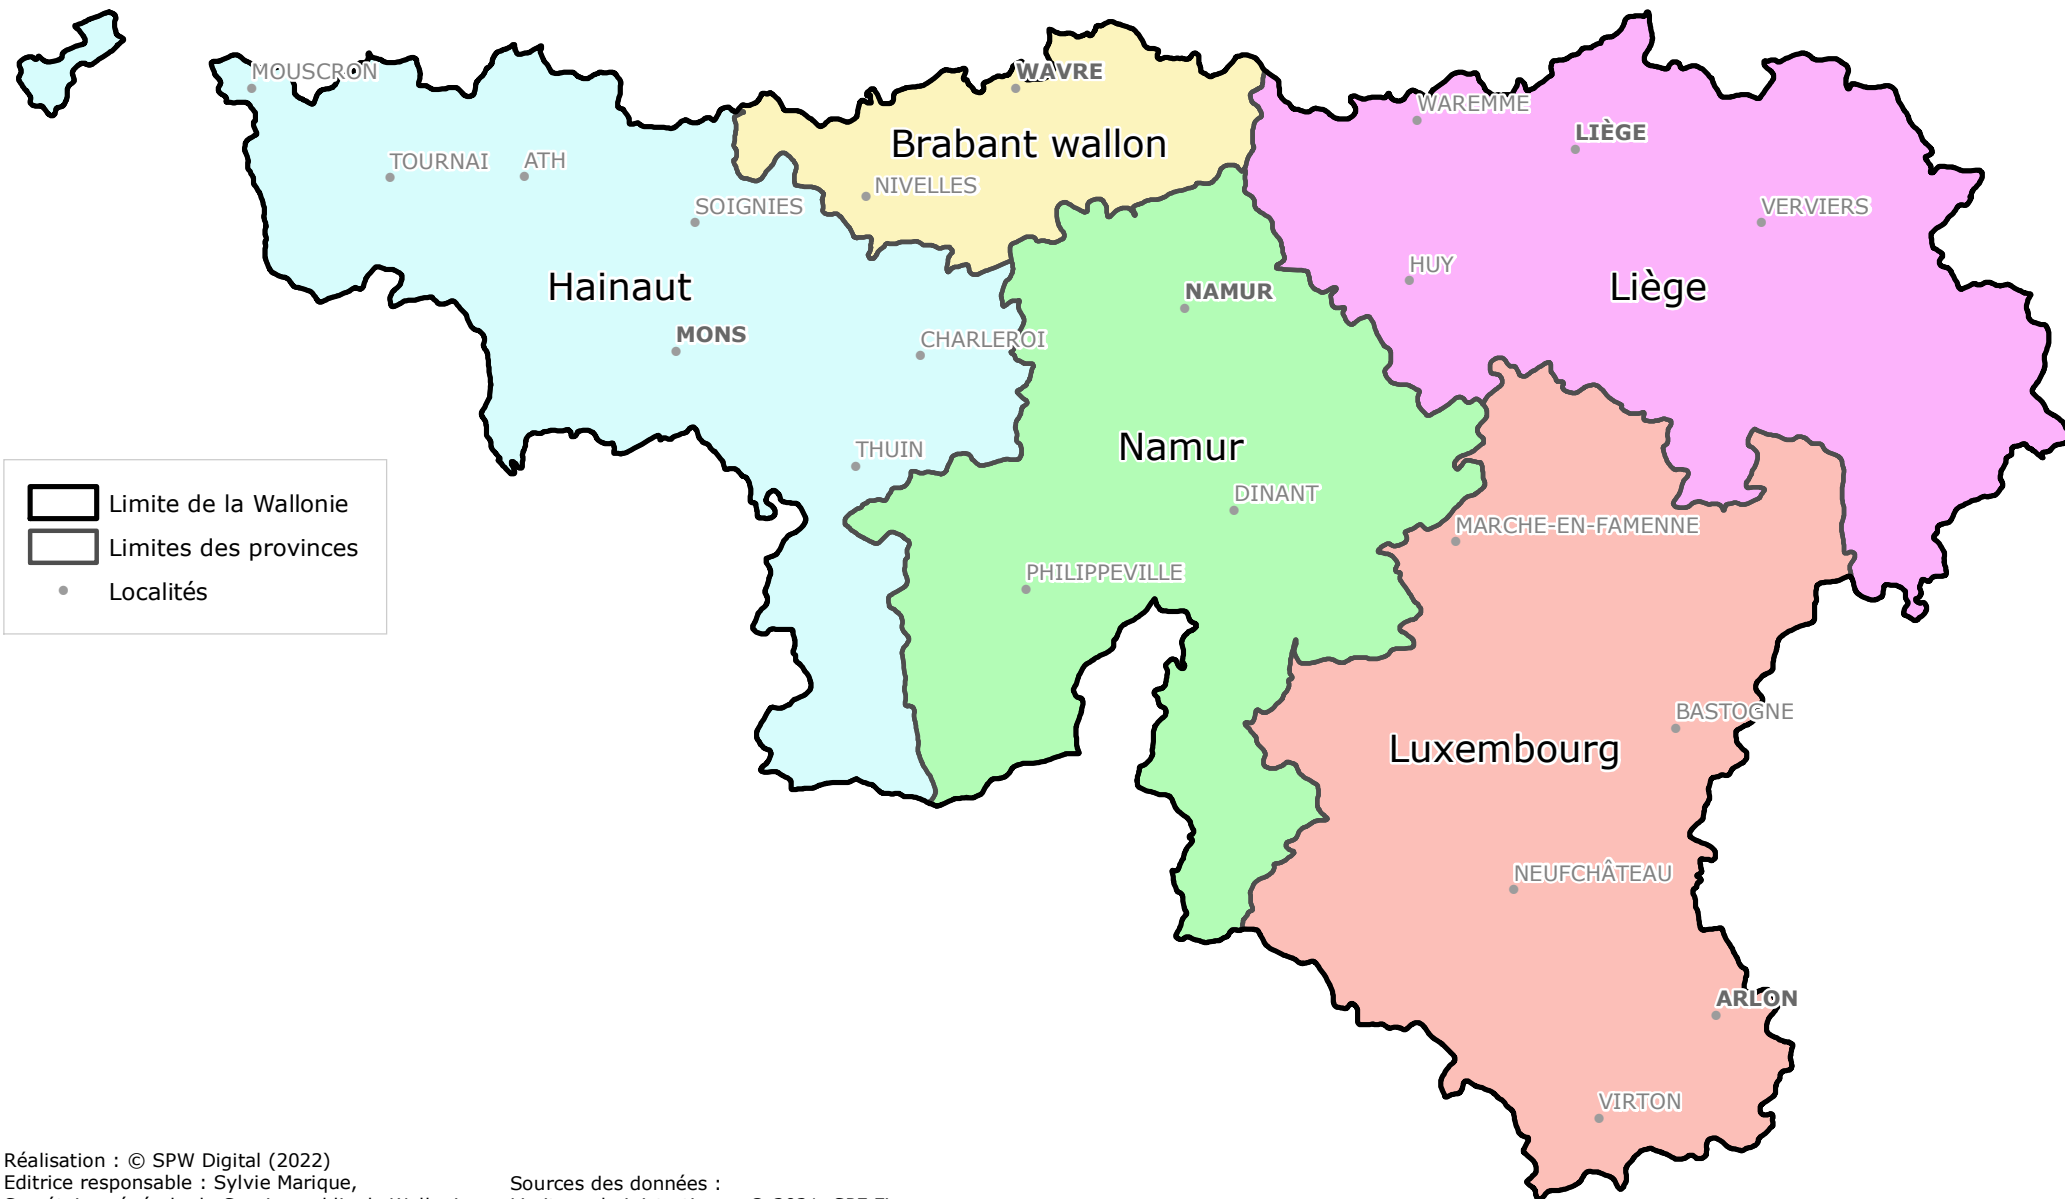 MOUSCRON
WAVRE
WAREMME
LIÈGE
Brabant wallon
TOURNAI
ATH
NIVELLES
SOIGNIES
VERVIERS
HUY
Hainaut
NAMUR
Liège
MONS
CHARLEROI
THUIN
Namur
DINANT
Limite de la Wallonie
Limites des provinces
Localités
MARCHE-EN-FAMENNE
PHILIPPEVILLE
BASTOGNE
Luxembourg
NEUFCHÂTEAU
ARLON
VIRTON
Réalisation : © SPW Digital (2022)
Editrice responsable : Sylvie Marique,
Sources des données :